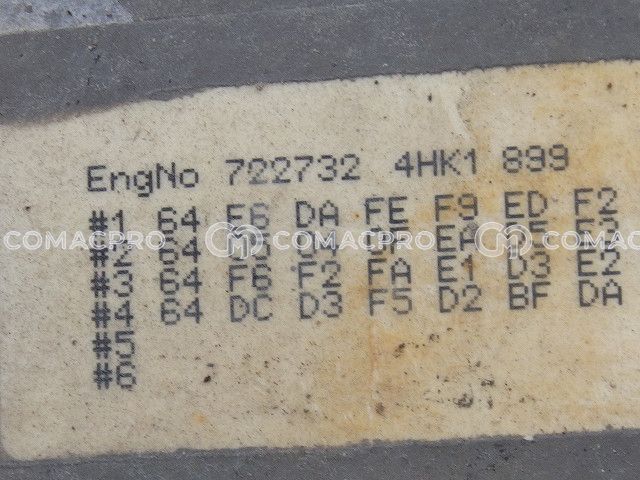 EngNo 722732 4HK1 899
#1 64 F6 DA FE F9 ED F2
COMACPRO COMACPRO COMACPRO
#2 64
#3 64 F6 F2 FA E1 D3 E2
#4 64 DC D3 F5 D2 BF DA
#5
#6